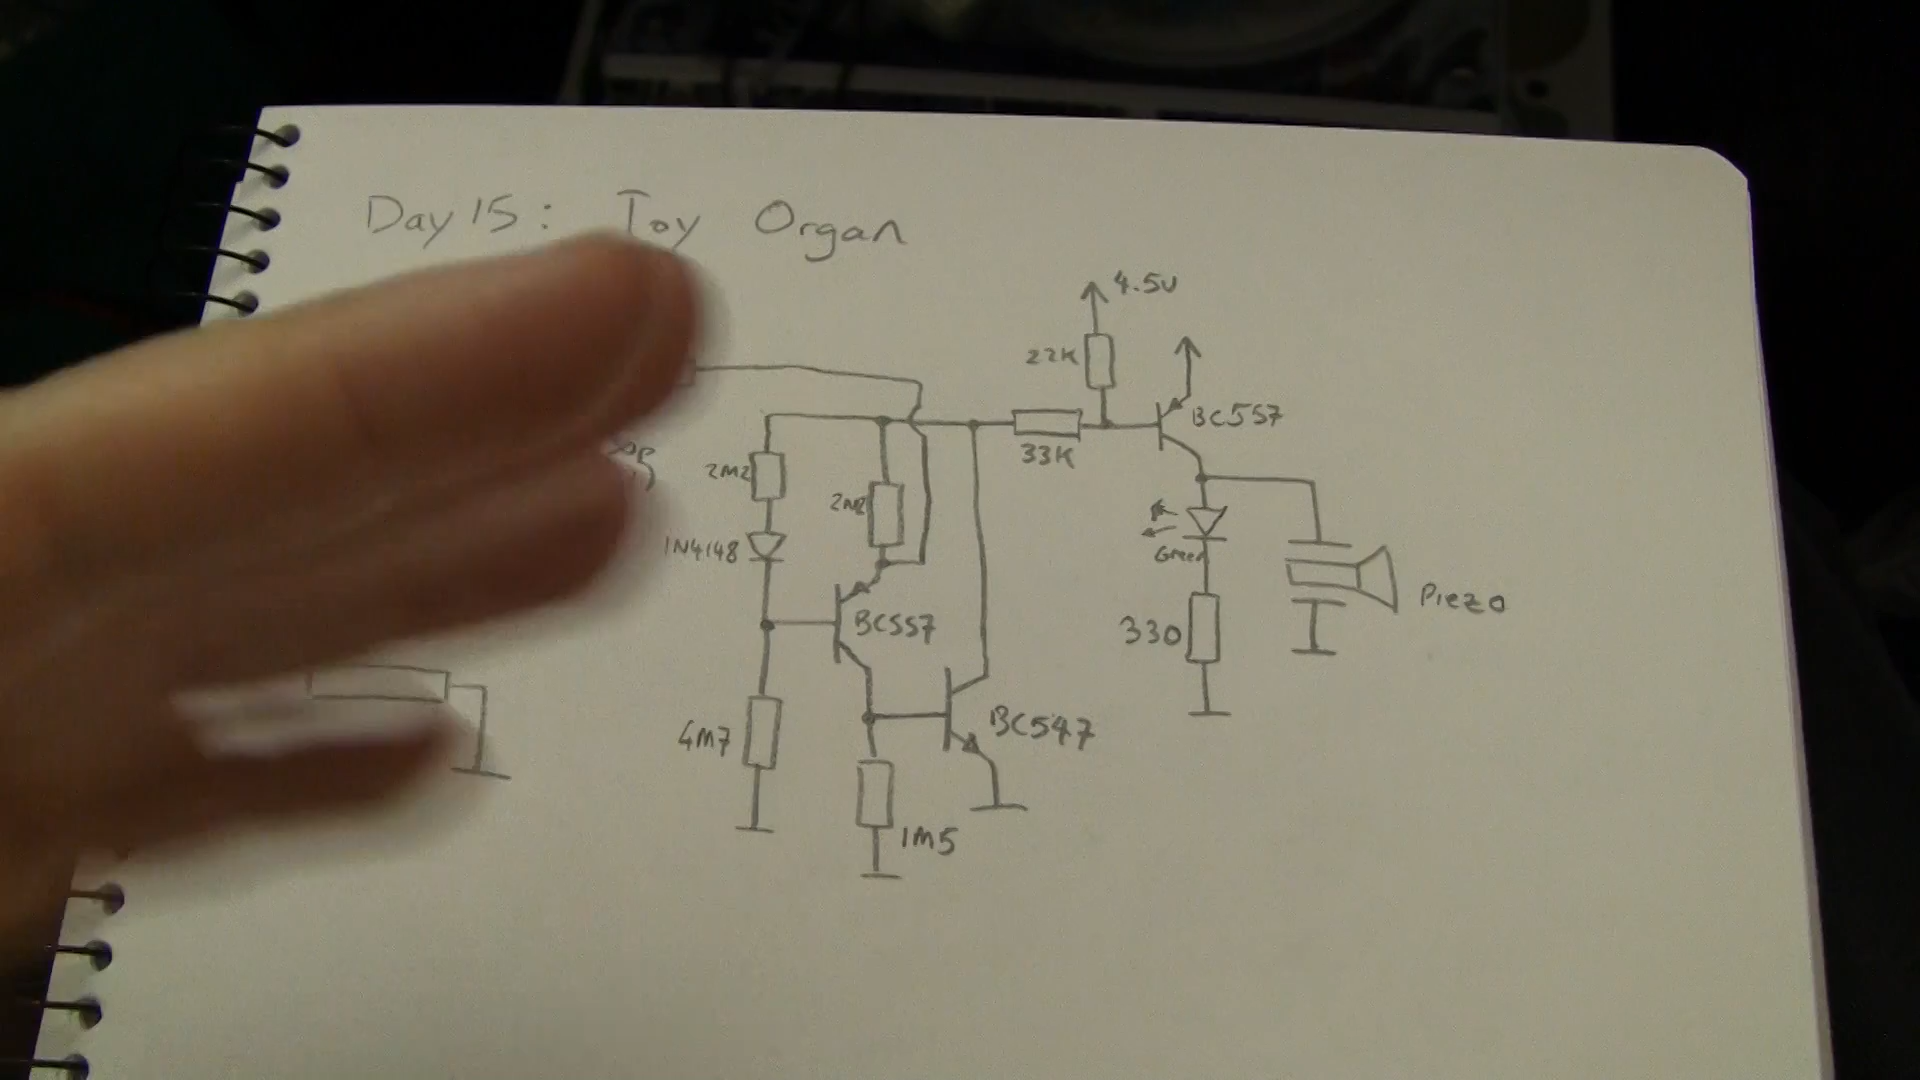 Day 15: Toy Organ
4.5V
22K
BC557
33K
2M2
2M2
1N4148
Green
Piezo
BC557
330
BC547
4M7
1M5